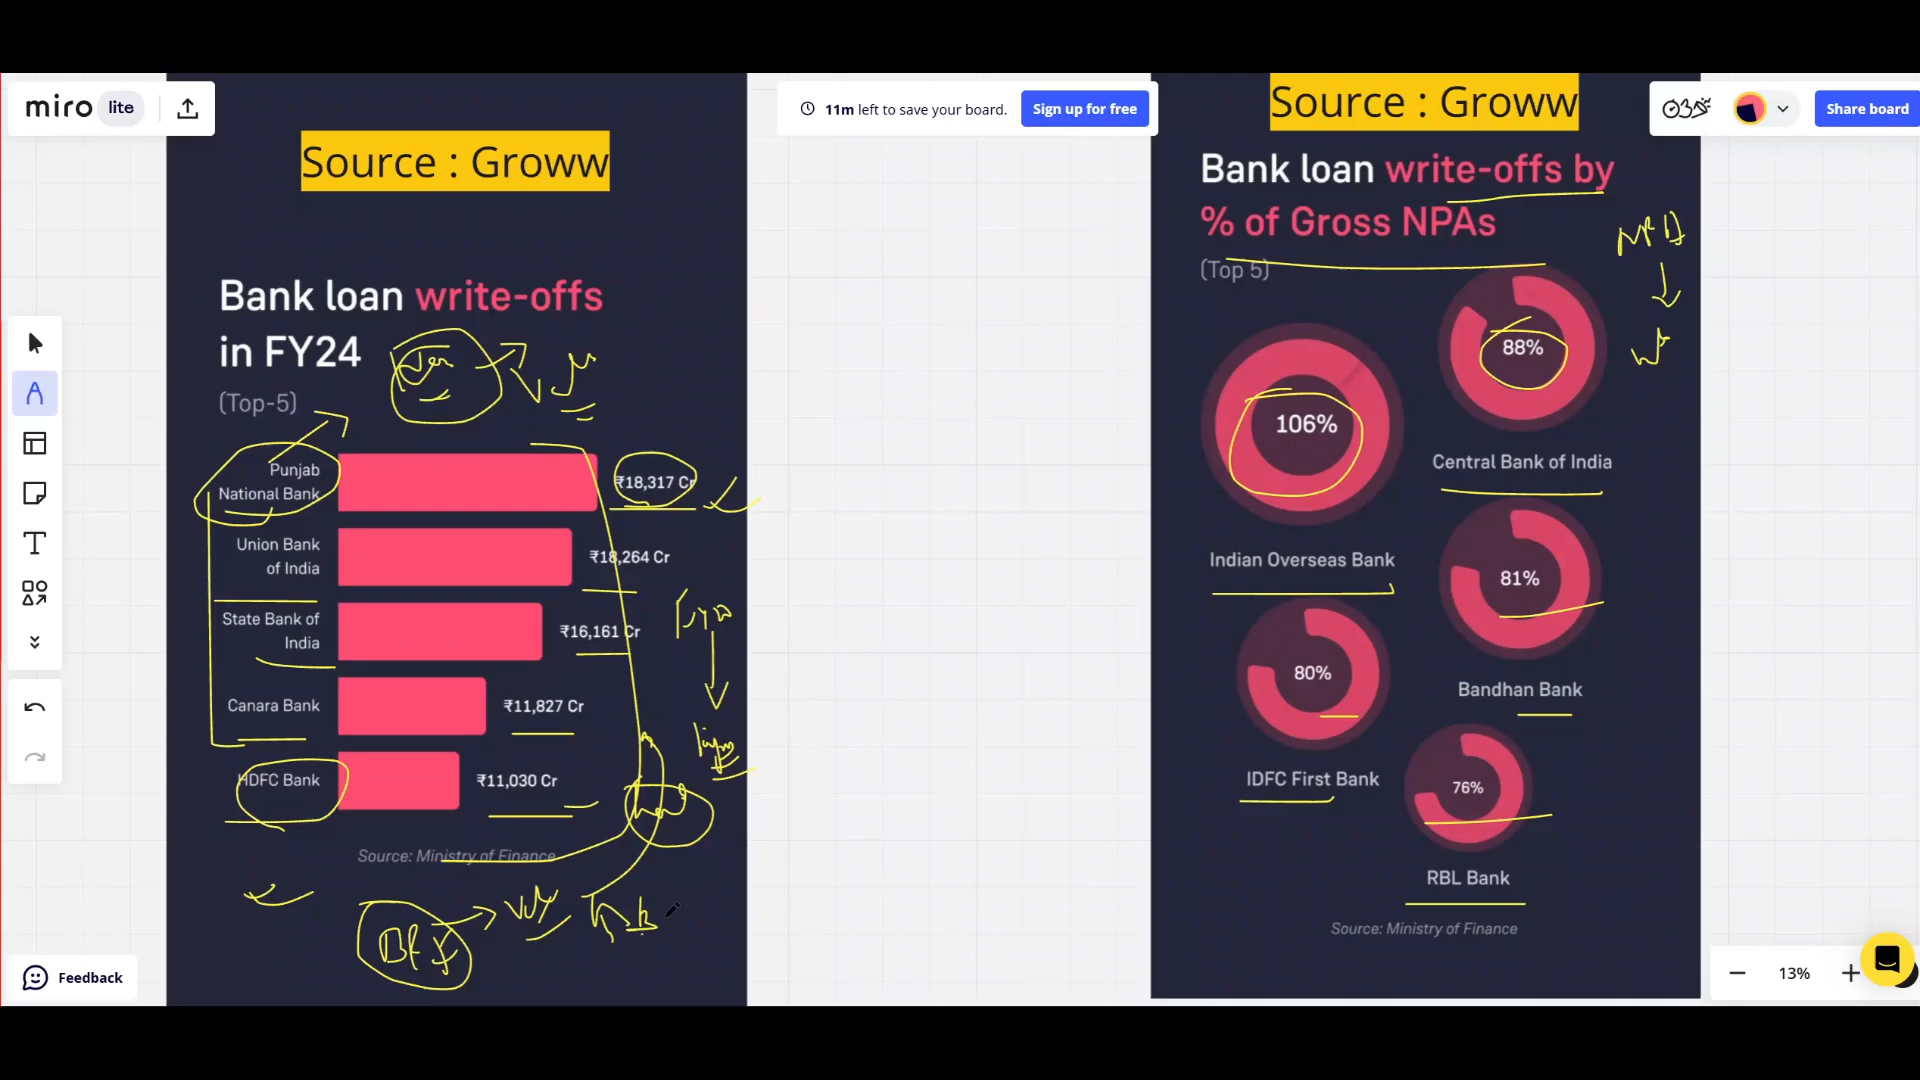 miro lite
11m left to save your board.
Sign up for free
Share board
Source : Groww
Bank loan write-offs
in FY24
(Top-5)
Punjab
National Bank
₹18,317 Cr
Union Bank
of India
₹18,264 Cr
State Bank of
India
₹16,161 Cr
Canara Bank
₹11,827 Cr
HDFC Bank
₹11,030 Cr
Source: Ministry of Finance
Source : Groww
Bank loan write-offs by
% of Gross NPAs
(Top 5)
NPA
106%
Indian Overseas Bank
88%
Central Bank of India
81%
Bandhan Bank
80%
IDFC First Bank
76%
RBL Bank
Source: Ministry of Finance
Feedback
13%